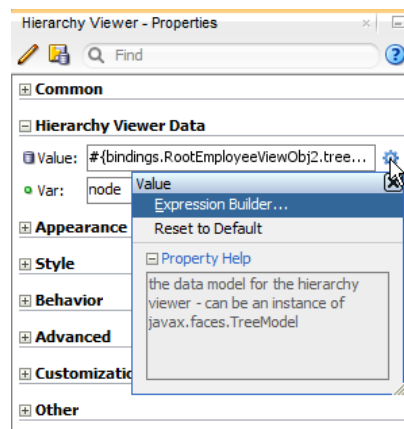 Hierarchy Viewer - Properties
Find
Common
Hierarchy Viewer Data
Value: #{bindings.RootEmployeeViewObj2.tree...
Var: node
Value
Expression Builder...
Appearance
Reset to Default
Style
Property Help
the data model for the hierarchy
viewer - can be an instance of
javax.faces.TreeModel
Behavior
Advanced
Customizatio
Other